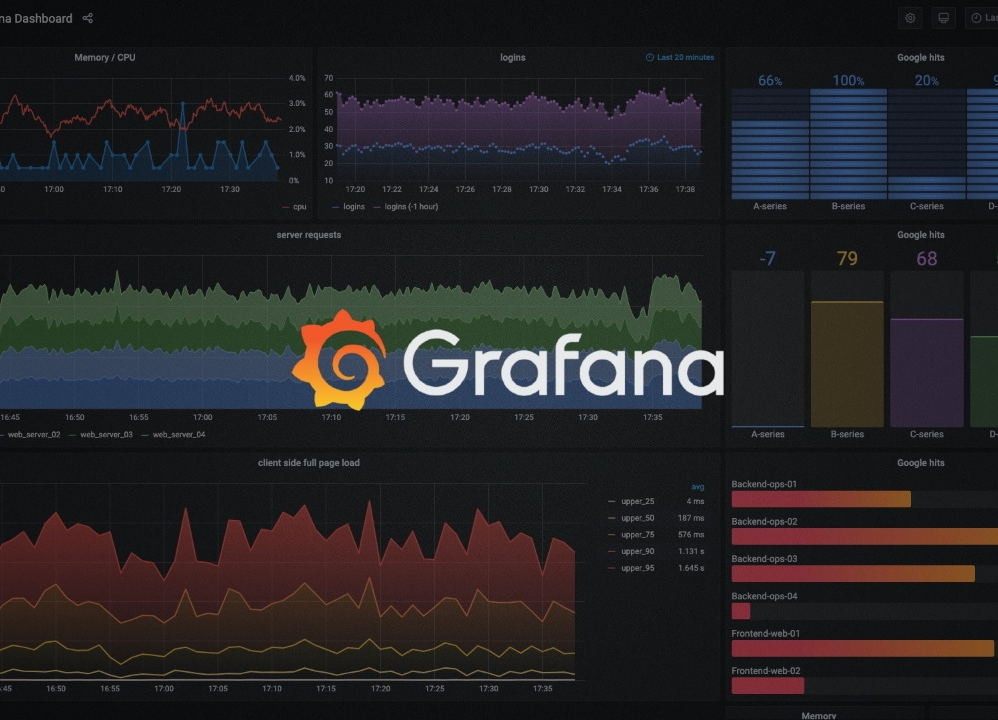 na Dashboard
Las
Memory / CPU
4.0%
3.0%
2.0%
1.0%
0%
17:00
17:10
17:20
17:30
cpu
logins
Last 20 minutes
70
60
50
40
30
20
10
17:20
17:22
17:24
17:26
17:28
17:30
17:32
17:34
17:36
17:38
logins
logins (-1 hour)
Google hits
66%
100%
20%
A-series
B-series
C-series
D-
server requests
16:45
16:50
16:55
17:00
17:05
17:10
17:15
17:20
17:25
17:30
17:35
web_server_02
web_server_03
web_server_04
Grafana
Google hits
-7
79
68
A-series
B-series
C-series
D-
client side full page load
avg
upper_25 4 ms
upper_50 187 ms
upper_75 576 ms
upper_90 1.131 s
upper_95 1.645 s
:45
16:50
16:55
17:00
17:05
17:10
17:15
17:20
17:25
17:30
17:35
Google hits
Backend-ops-01
Backend-ops-02
Backend-ops-03
Backend-ops-04
Frontend-web-01
Frontend-web-02
Memory